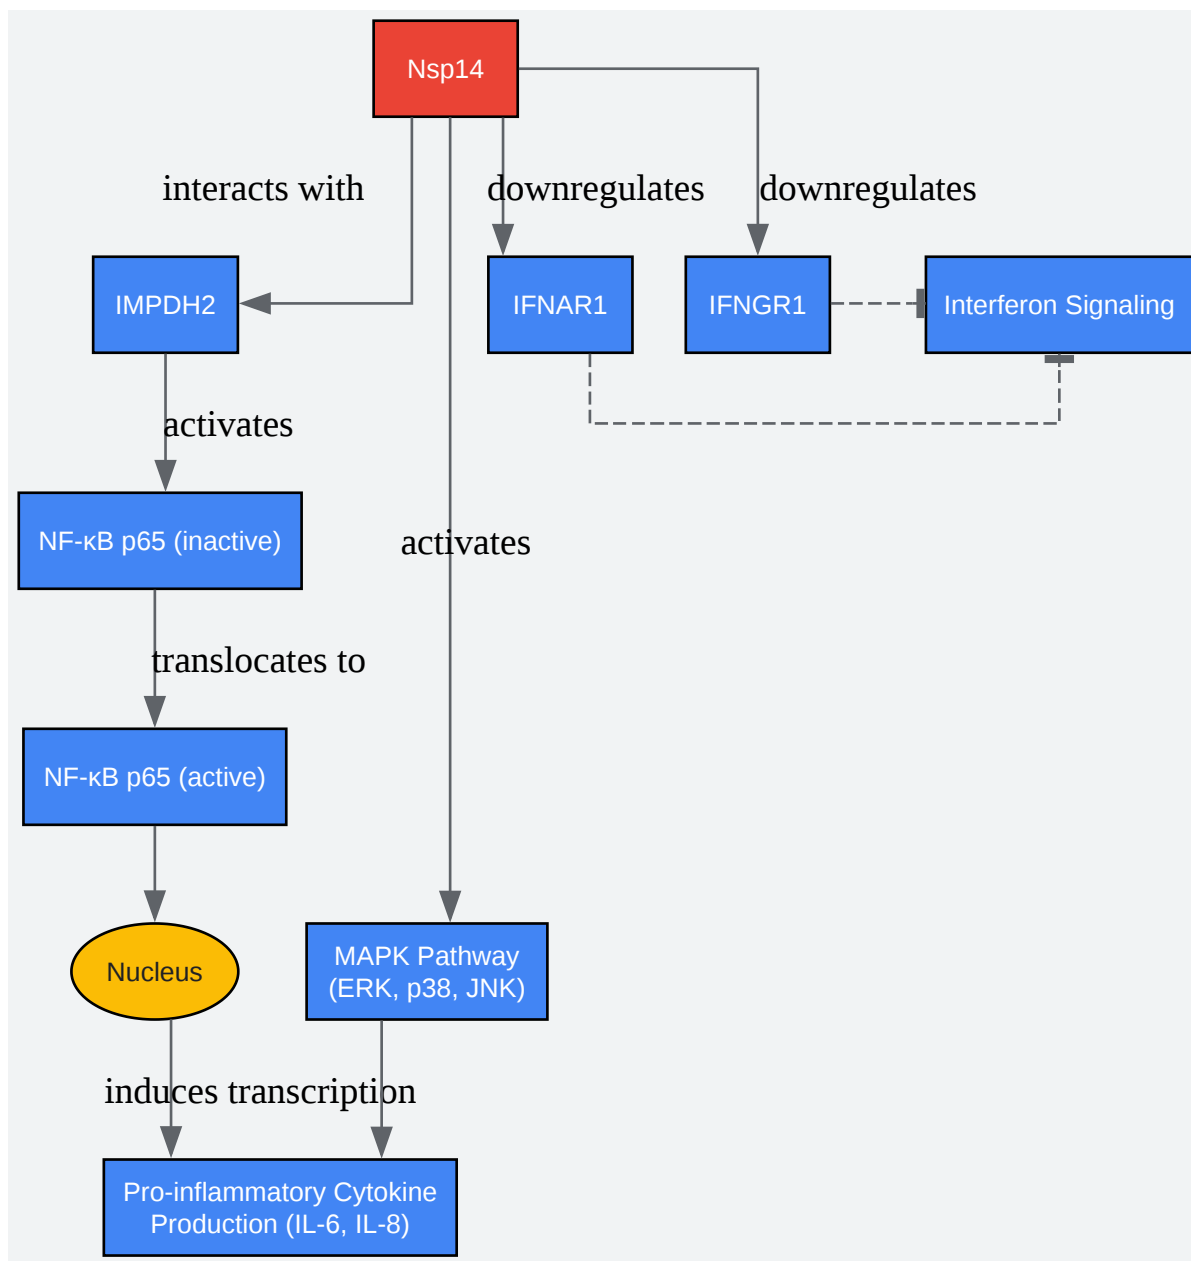 Nsp14
interacts with
downregulates
downregulates
IMPDH2
IFNAR1
IFNGR1
Interferon Signaling
activates
NF-κB p65 (inactive)
activates
translocates to
NF-κB p65 (active)
Nucleus
MAPK Pathway
(ERK, p38, JNK)
induces transcription
Pro-inflammatory Cytokine
Production (IL-6, IL-8)